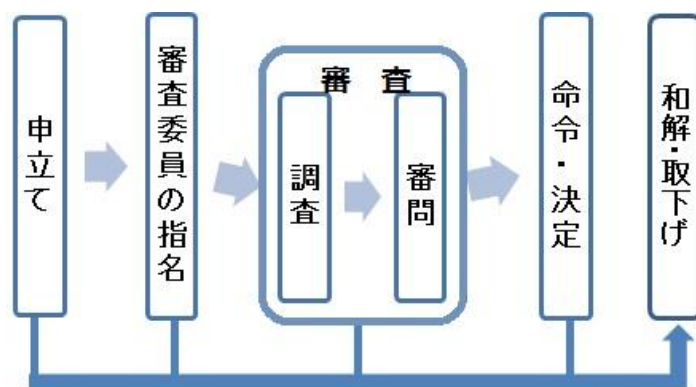 申立て
審査委員の指名
審　査
調査
審問
命令・決定
和解・取下げ